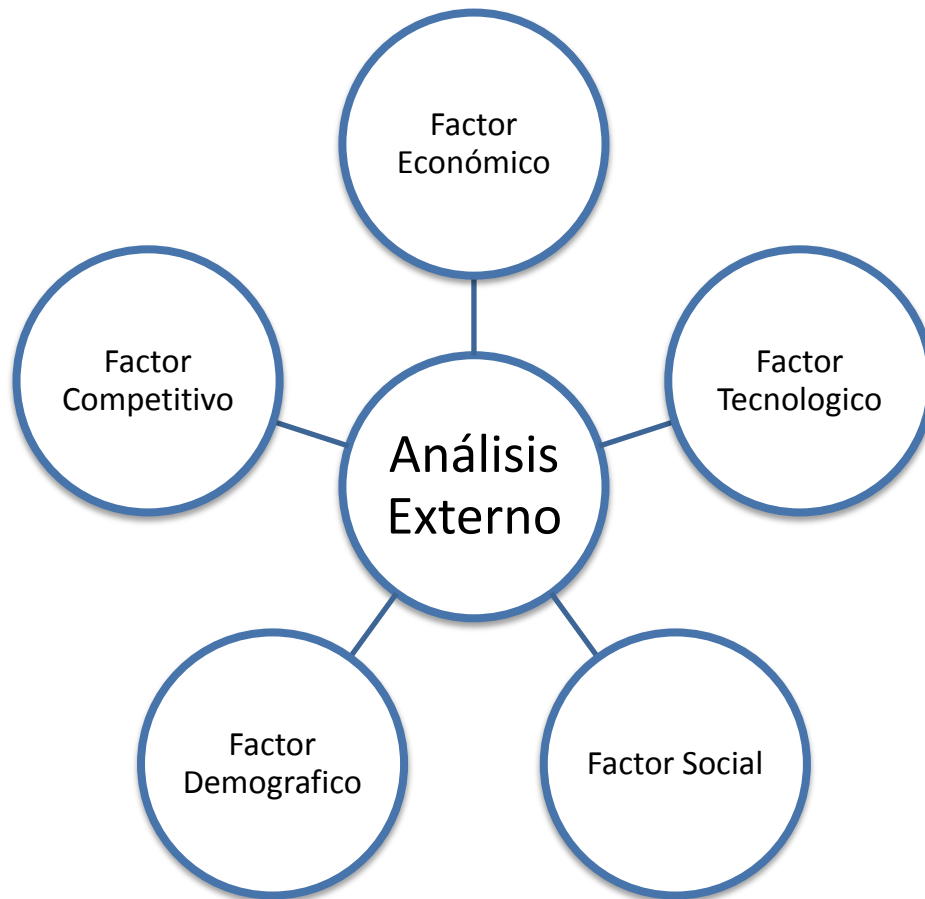 Factor
Económico
Factor
Competitivo
Factor
Tecnologico
Análisis
Externo
Factor
Demografico
Factor Social